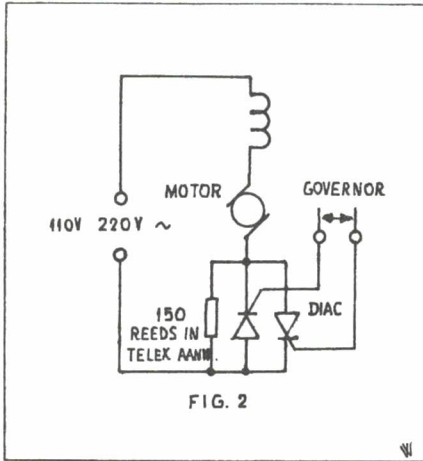 MOTOR
GOVERNOR
110V 220V ~
DIAC
150
REEDS IN
TELEX AANW.
FIG. 2